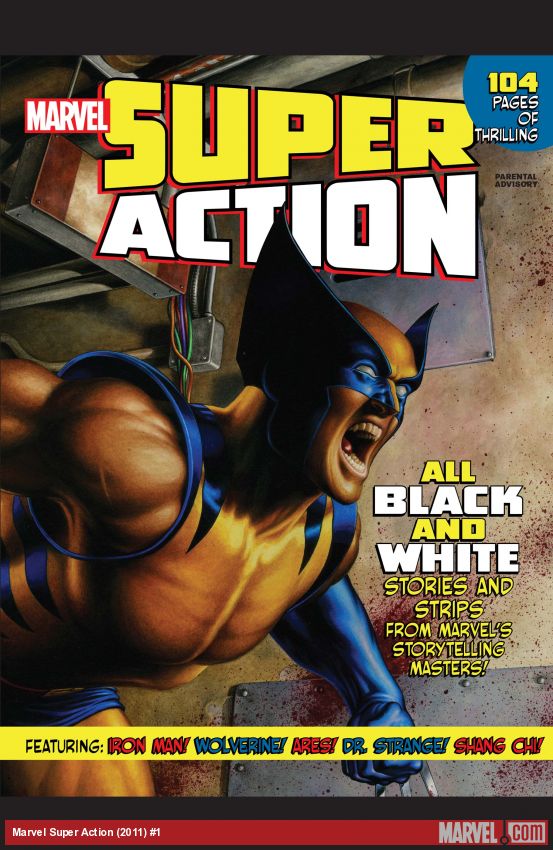 MARVEL
SUPER
ACTION
104
PAGES
OF
THRILLING
PARENTAL
ADVISORY
ALL
BLACK
AND
WHITE
STORIES AND
STRIPS
FROM MARVEL'S
STORYTELLING
MASTERS!
FEATURING: IRON MAN! WOLVERINE! ARES! DR. STRANGE! SHANG CHI!
Marvel Super Action (2011) #1
MARVEL.COM